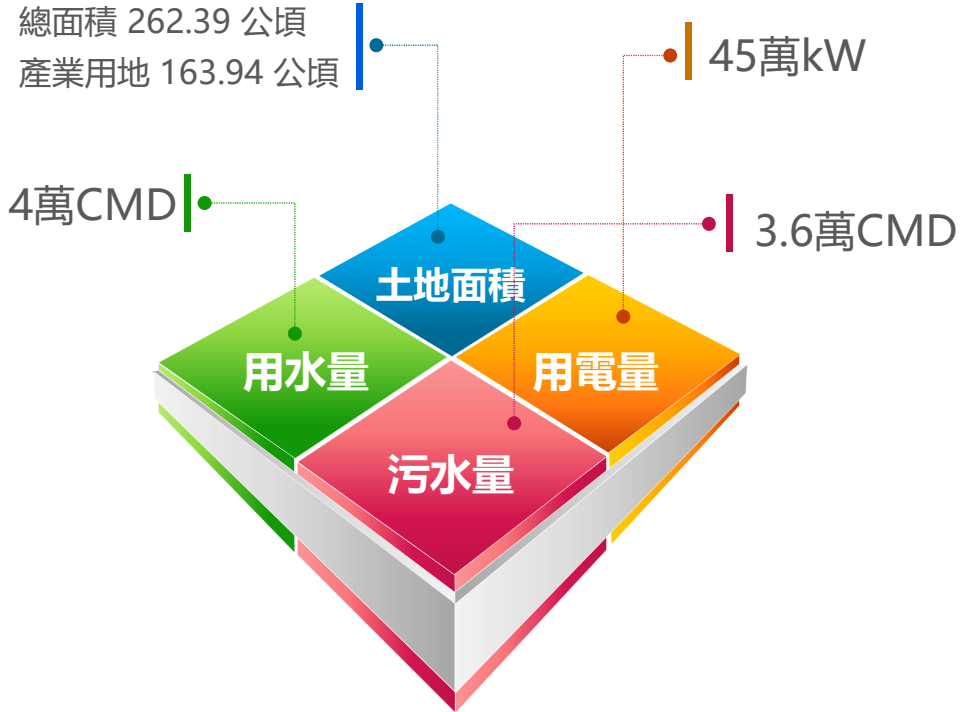 總面積 262.39 公頃
產業用地 163.94 公頃
45萬kW
4萬CMD
3.6萬CMD
土地面積
用水量
用電量
污水量